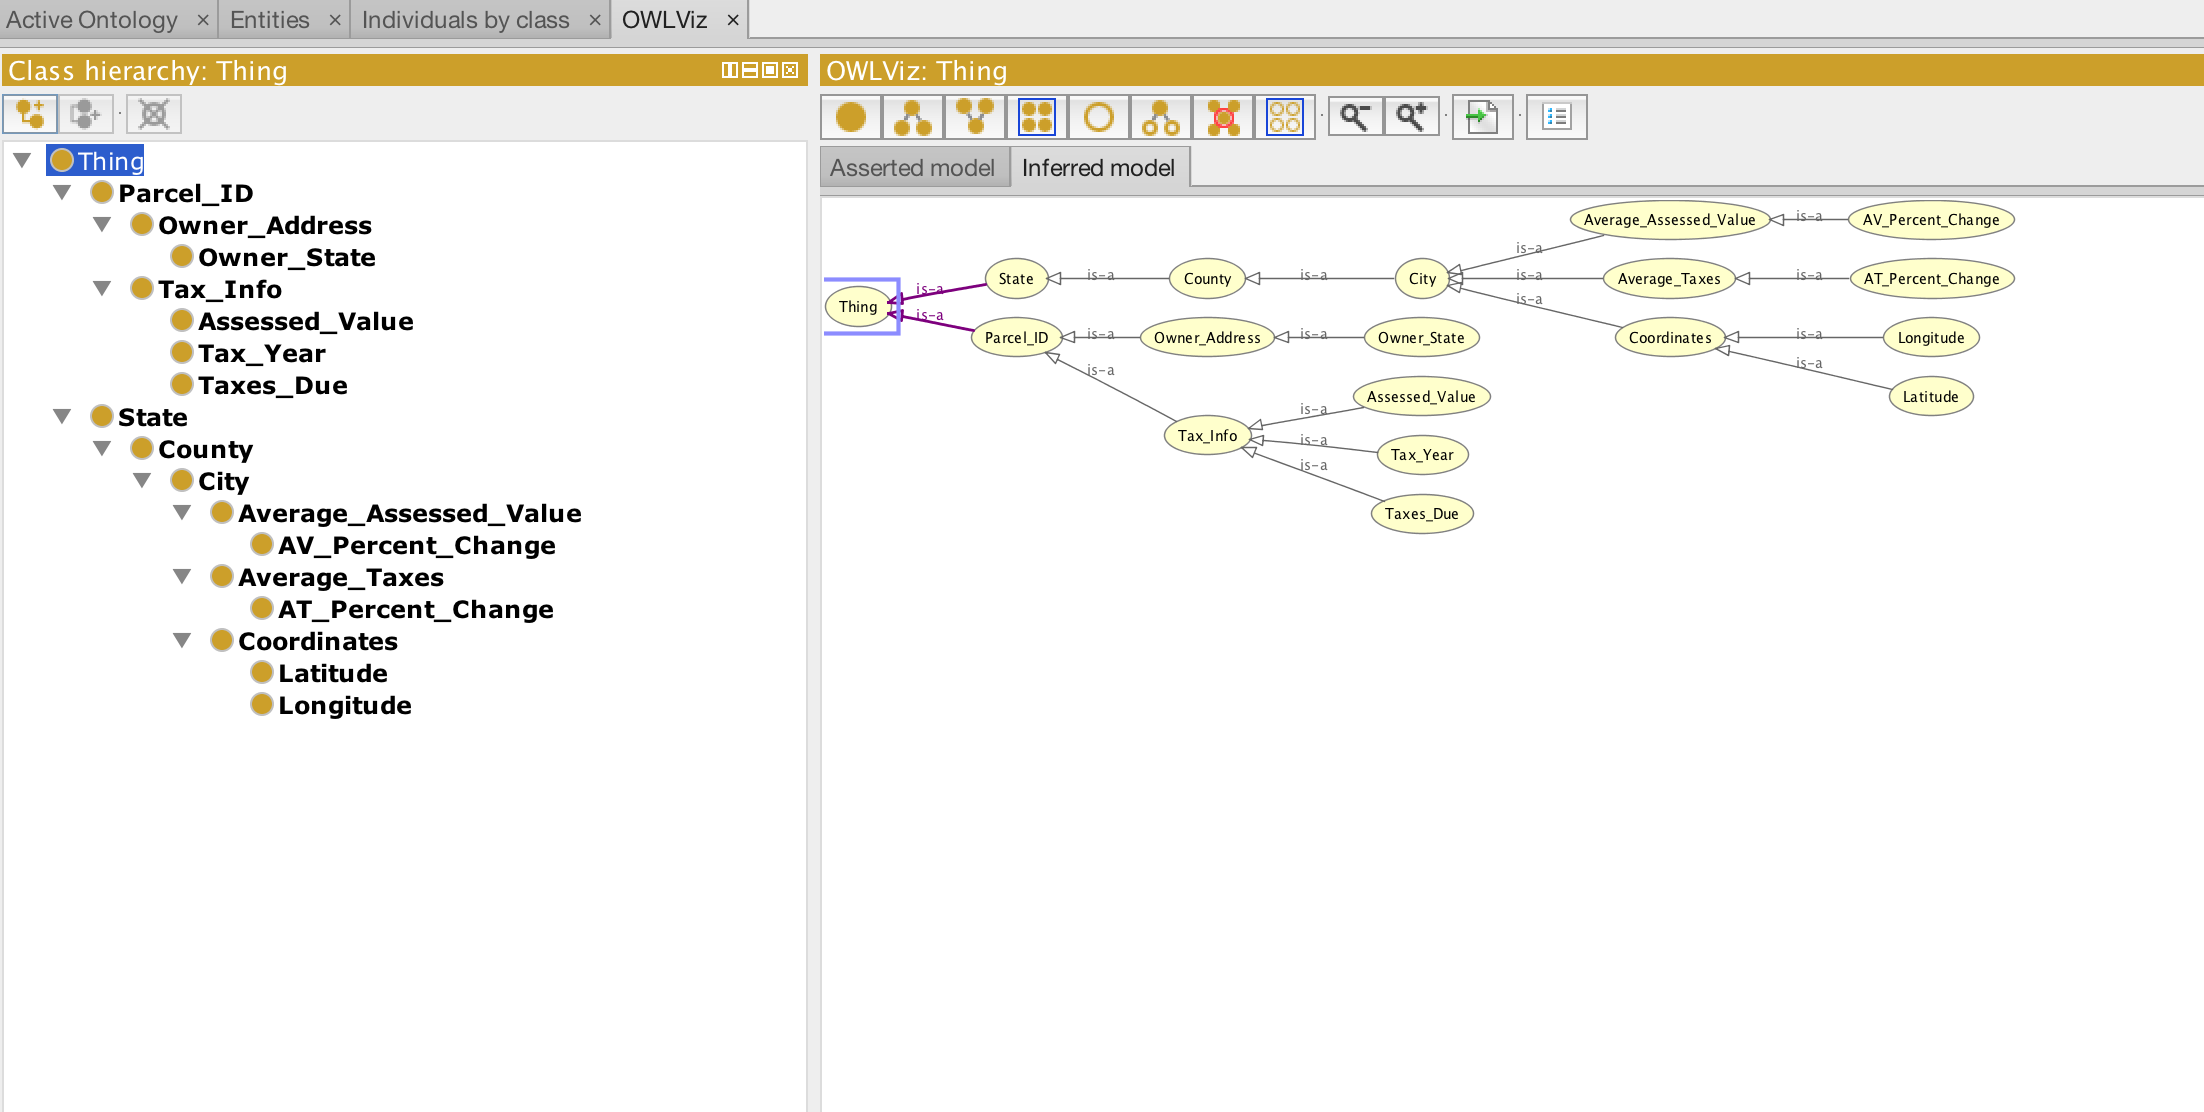 Active Ontology × Entities × Individuals by class × OWLViz ×
Class hierarchy: Thing
Thing
Parcel_ID
Owner_Address
Owner_State
Tax_Info
Assessed_Value
Tax_Year
Taxes_Due
State
County
City
Average_Assessed_Value
AV_Percent_Change
Average_Taxes
AT_Percent_Change
Coordinates
Latitude
Longitude
OWLViz: Thing
Asserted model Inferred model
Average_Assessed_Value is-a AV_Percent_Change
is-a
State is-a County is-a City is-a Average_Taxes is-a AT_Percent_Change
is-a
is-a
Thing
is-a
Parcel_ID is-a Owner_Address is-a Owner_State Coordinates is-a Longitude
is-a
is-a
Assessed_Value Latitude
is-a
Tax_Info is-a
Tax_Year
is-a
Taxes_Due